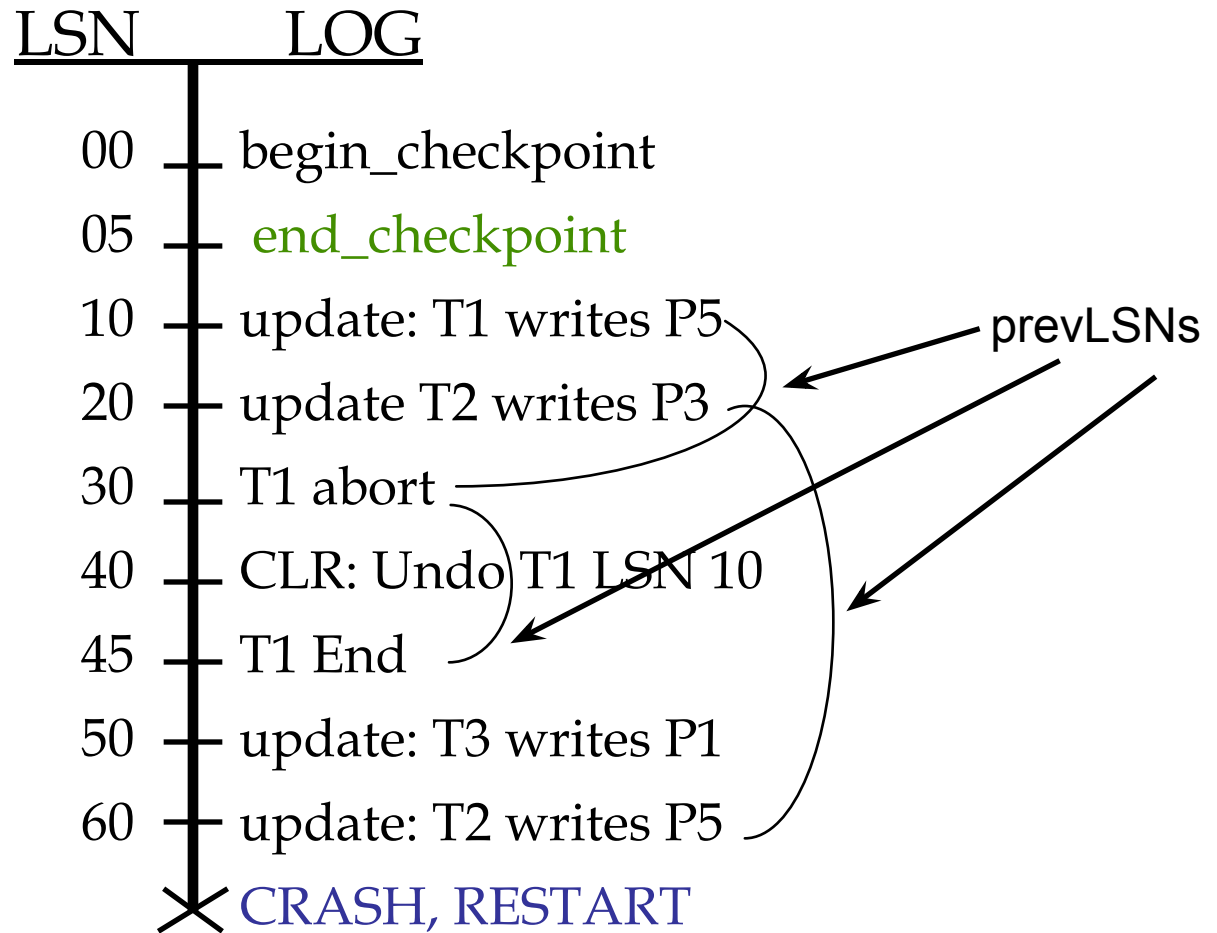 LSN LOG
00 begin_checkpoint
05 end_checkpoint
10 update: T1 writes P5
prevLSNs
20 update T2 writes P3
30 T1 abort
40 CLR: Undo T1 LSN 10
45 T1 End
50 update: T3 writes P1
60 update: T2 writes P5
CRASH, RESTART